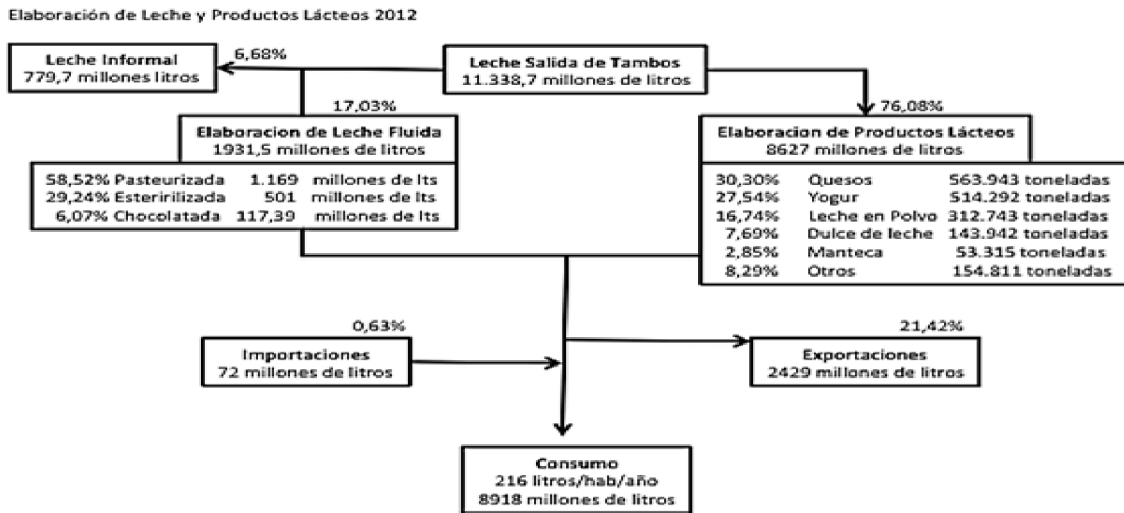 Elaboración de Leche y Productos Lácteos 2012
Leche Informal
779,7 millones litros
6,68%
Leche Salida de Tambos
11.338,7 millones de litros
17,03%
Elaboracion de Leche Fluida
1931,5 millones de litros
58,52% Pasteurizada 1.169 millones de lts
29,24% Esteririlizada 501 millones de lts
6,07% Chocolatada 117,39 millones de lts
76,08%
Elaboracion de Productos Lácteos
8627 millones de litros
30,30% Quesos 563.943 toneladas
27,54% Yogur 514.292 toneladas
16,74% Leche en Polvo 312.743 toneladas
7,69% Dulce de leche 143.942 toneladas
2,85% Manteca 53.315 toneladas
8,29% Otros 154.811 toneladas
0,63%
Importaciones
72 millones de litros
21,42%
Exportaciones
2429 millones de litros
Consumo
216 litros/hab/año
8918 millones de litros